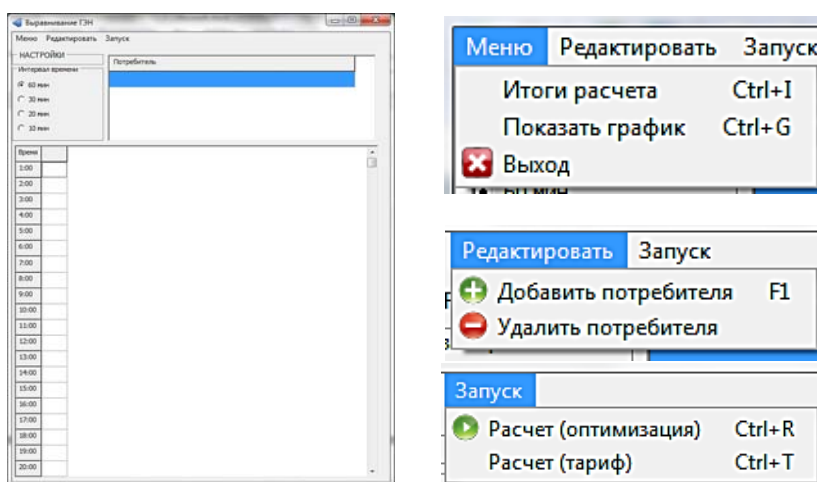 Выравнивание ГЭН
Меню Редактировать Запуск
НАСТРОЙКИ
Интервал времени
60 мин
30 мин
20 мин
10 мин
Потребитель
Время
1:00
2:00
3:00
4:00
5:00
6:00
7:00
8:00
9:00
10:00
11:00
12:00
13:00
14:00
15:00
16:00
17:00
18:00
19:00
20:00
Меню Редактировать Запуск
Итоги расчета Ctrl+I
Показать график Ctrl+G
Выход
60 мин
Редактировать Запуск
Добавить потребителя F1
Удалить потребителя
Запуск
Расчет (оптимизация) Ctrl+R
Расчет (тариф) Ctrl+T